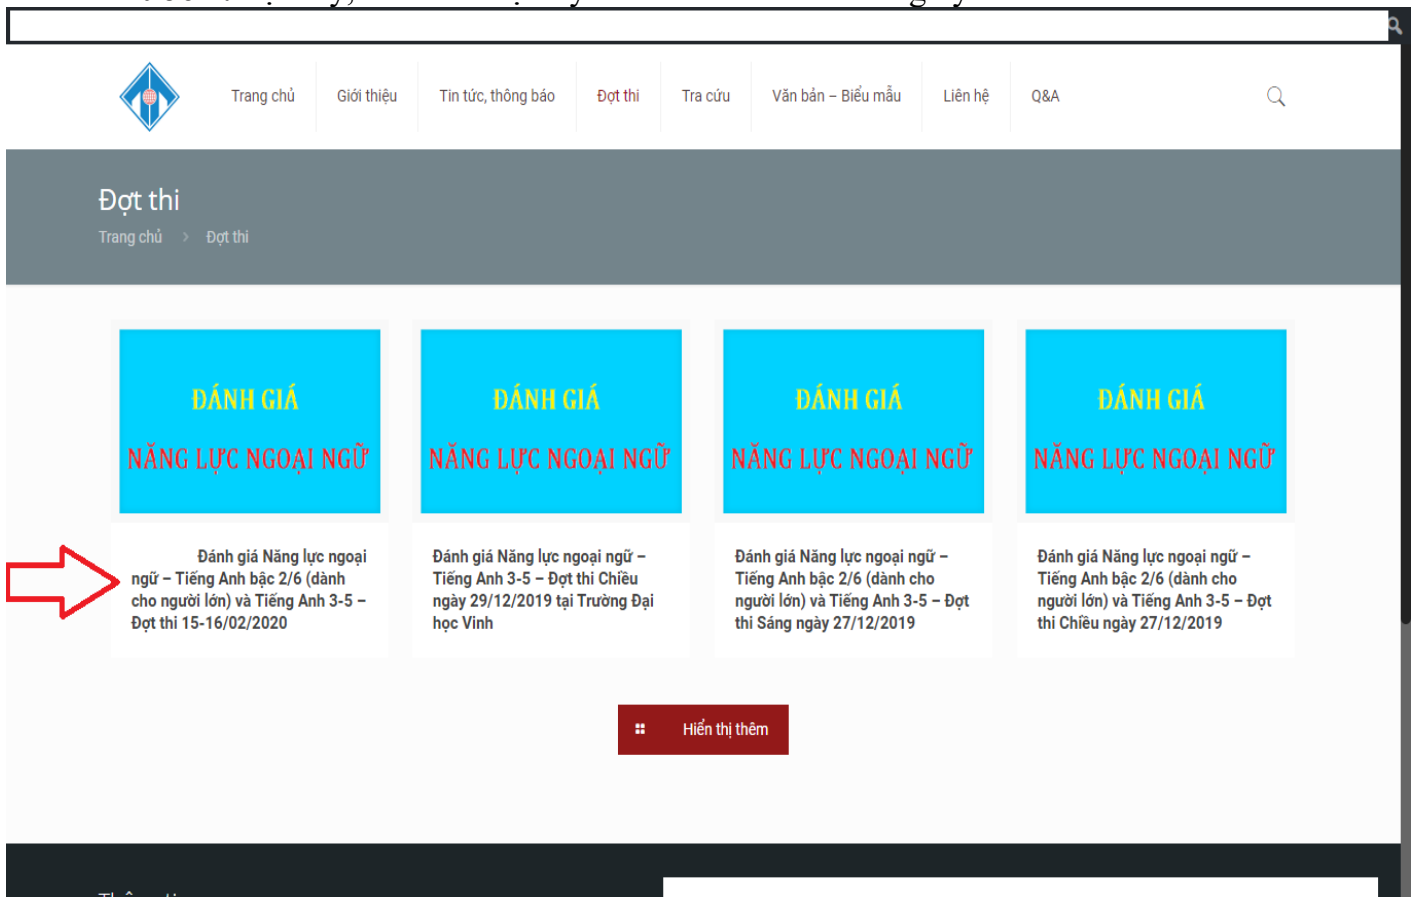 Trang chủ Giới thiệu Tin tức, thông báo Đợt thi Tra cứu Văn bản – Biểu mẫu Liên hệ Q&A
Đợt thi
Trang chủ > Đợt thi
ĐÁNH GIÁ
NĂNG LỰC NGOẠI NGỮ
ĐÁNH GIÁ
NĂNG LỰC NGOẠI NGỮ
ĐÁNH GIÁ
NĂNG LỰC NGOẠI NGỮ
ĐÁNH GIÁ
NĂNG LỰC NGOẠI NGỮ
Đánh giá Năng lực ngoại
ngữ – Tiếng Anh bậc 2/6 (dành
cho người lớn) và Tiếng Anh 3-5 –
Đợt thi 15-16/02/2020
Đánh giá Năng lực ngoại ngữ –
Tiếng Anh 3-5 – Đợt thi Chiều
ngày 29/12/2019 tại Trường Đại
học Vinh
Đánh giá Năng lực ngoại ngữ –
Tiếng Anh bậc 2/6 (dành cho
người lớn) và Tiếng Anh 3-5 – Đợt
thi Sáng ngày 27/12/2019
Đánh giá Năng lực ngoại ngữ –
Tiếng Anh bậc 2/6 (dành cho
người lớn) và Tiếng Anh 3-5 – Đợt
thi Chiều ngày 27/12/2019
Hiển thị thêm